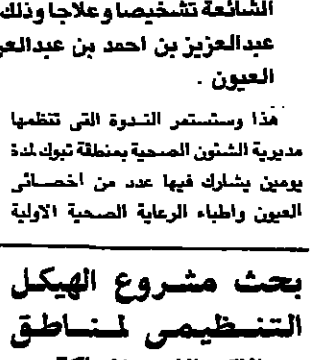 الشائعة تشخيصا وعلاجا وذلك
عبدالعزيز بن احمد بن
العيون .
هذا وستستمر الندوة التى تنظمها
مديرية الشئون الصحية بمنطقة تبوك لمدة
يومين يشارك فيها عدد من اخصائى
العيون واطباء الرعاية الصحية الاولية
بحث مشروع الهيكل
التنظيمى لمناطق